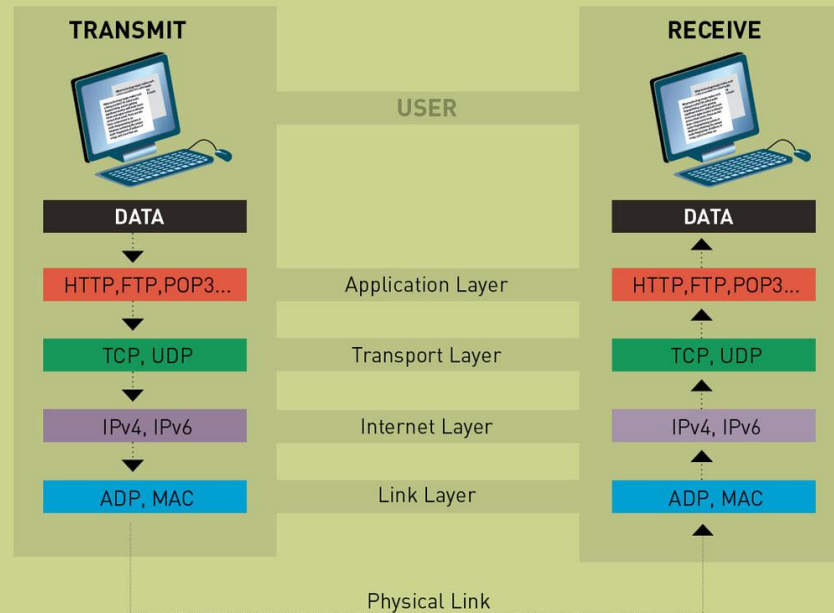 TRANSMIT
RECEIVE
USER
DATA
DATA
HTTP,FTP,POP3...
Application Layer
HTTP,FTP,POP3...
TCP, UDP
Transport Layer
TCP, UDP
IPv4, IPv6
Internet Layer
IPv4, IPv6
ADP, MAC
Link Layer
ADP, MAC
Physical Link